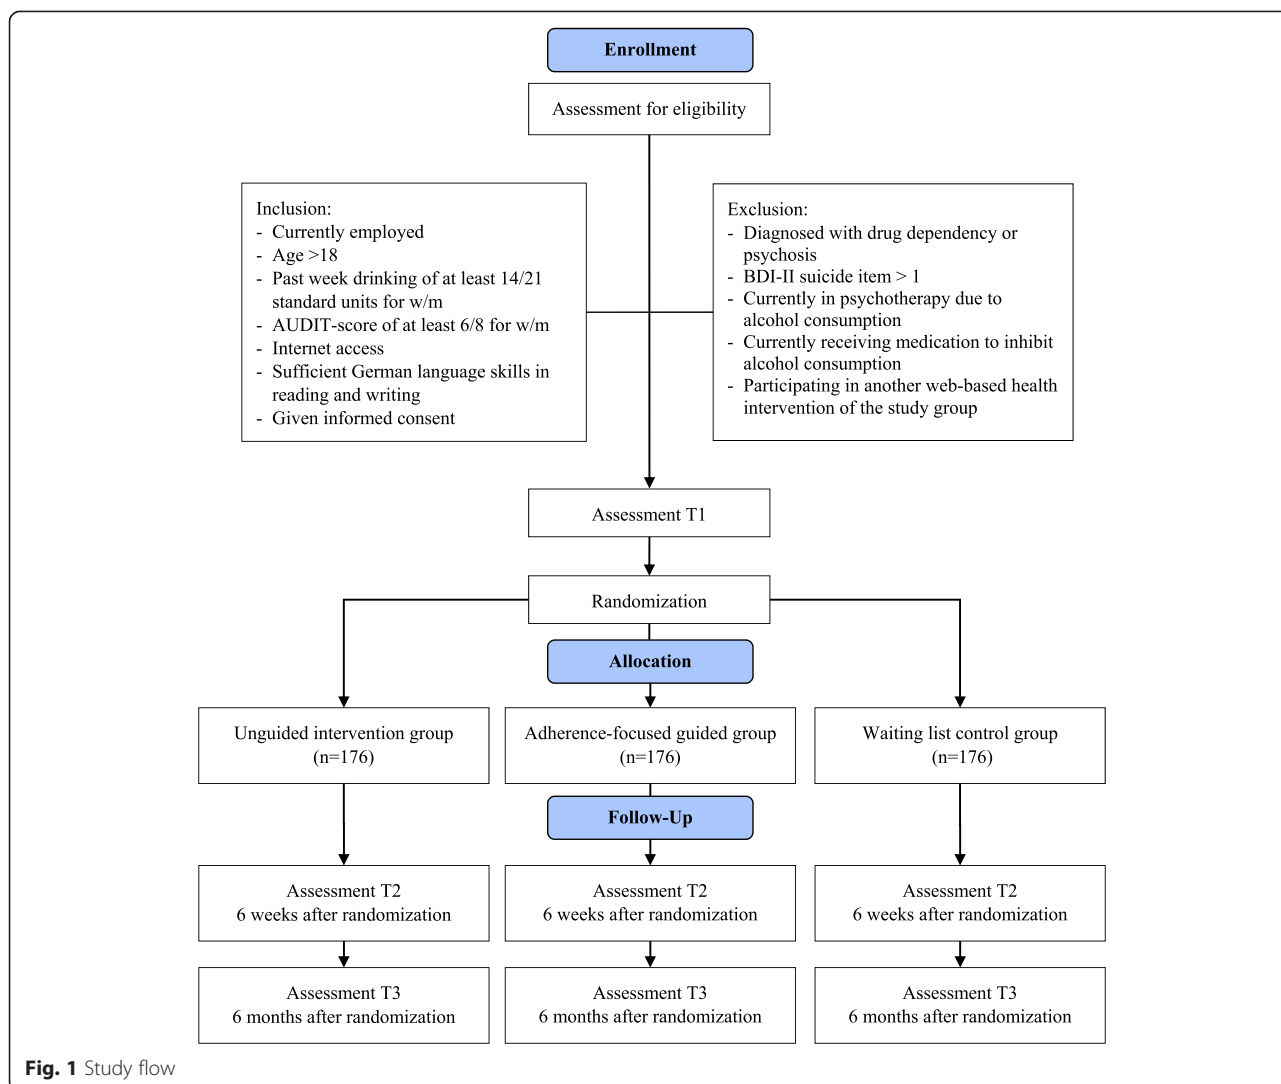 Enrollment
Assessment for eligibility
Inclusion:
- Currently employed
- Age >18
- Past week drinking of at least 14/21
standard units for w/m
- AUDIT-score of at least 6/8 for w/m
- Internet access
- Sufficient German language skills in
reading and writing
- Given informed consent
Exclusion:
- Diagnosed with drug dependency or
psychosis
- BDI-II suicide item > 1
- Currently in psychotherapy due to
alcohol consumption
- Currently receiving medication to inhibit
alcohol consumption
- Participating in another web-based health
intervention of the study group
Assessment T1
Randomization
Allocation
Unguided intervention group
(n=176)
Adherence-focused guided group
(n=176)
Waiting list control group
(n=176)
Follow-Up
Assessment T2
6 weeks after randomization
Assessment T2
6 weeks after randomization
Assessment T2
6 weeks after randomization
Assessment T3
6 months after randomization
Assessment T3
6 months after randomization
Assessment T3
6 months after randomization
Fig. 1 Study flow